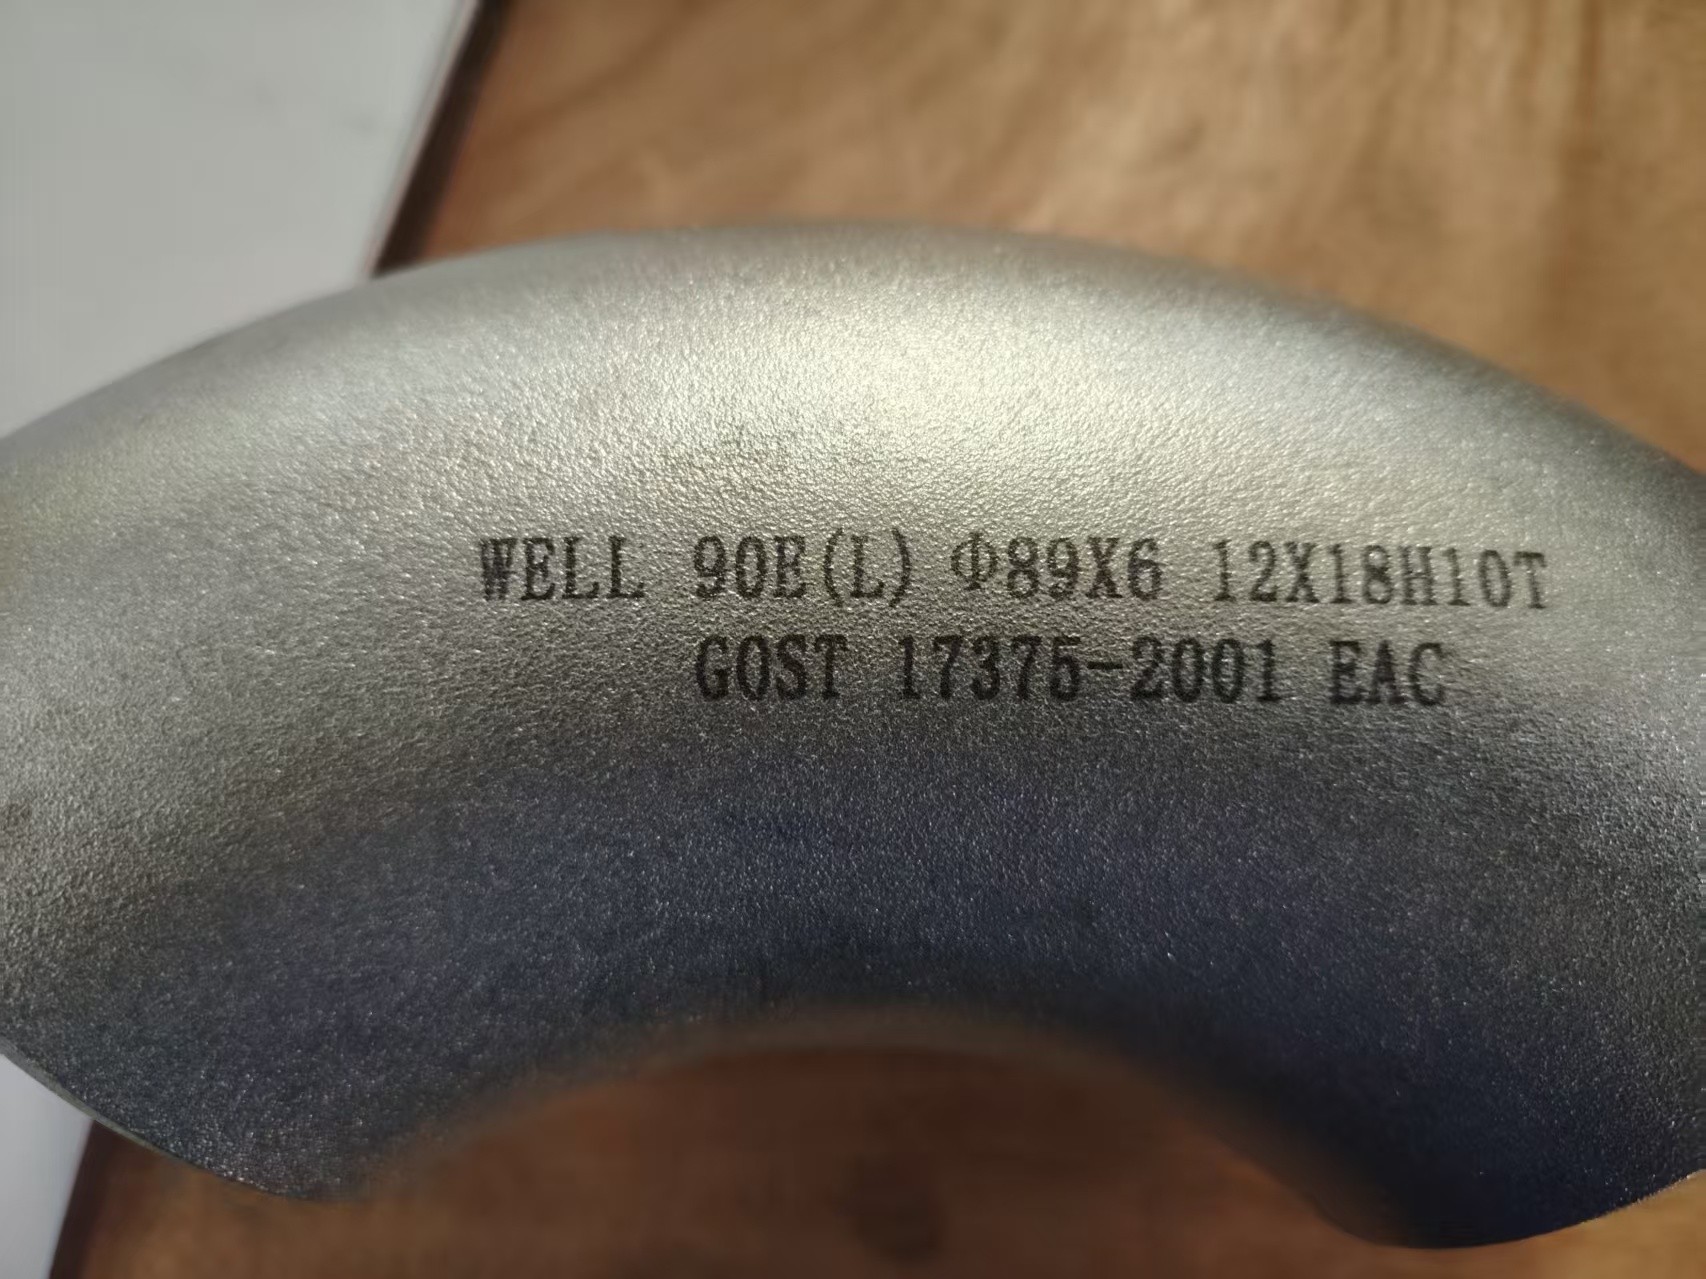 WELL 90E(L) Φ89X6 12X18H10T
GOST 17375-2001 EAC